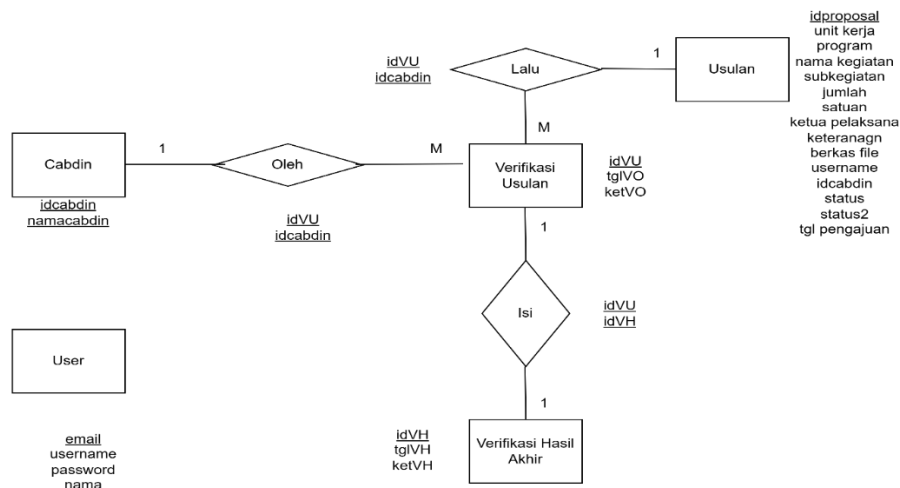 idproposal
unit kerja
program
nama kegiatan
subkegiatan
jumlah
satuan
ketua pelaksana
keteranagn
berkas file
username
idcabdin
status
status2
tgl pengajuan
Usulan
1
Lalu
idVU
idcabdin
M
Cabdin
1
Oleh
M
Verifikasi
Usulan
idVU
tglVO
ketVO
idcabdin
namacabdin
idVU
idcabdin
1
Isi
idVU
idVH
User
1
email
username
password
nama
idVH
tglVH
ketVH
Verifikasi Hasil
Akhir